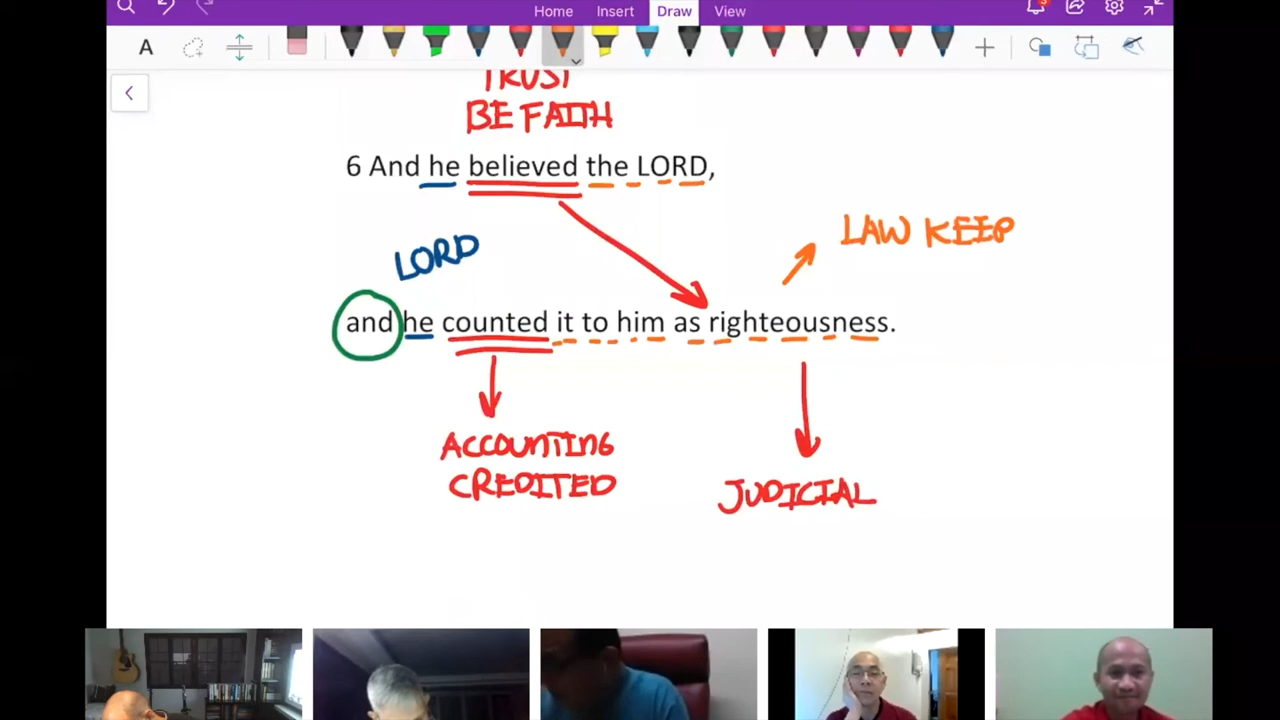 Home Insert Draw View
3
A
TRUST
BE FAITH
6 And he believed the LORD,
LAW KEEP
LORD
and he counted it to him as righteousness.
ACCOUNTING
CREDITED
JUDICIAL